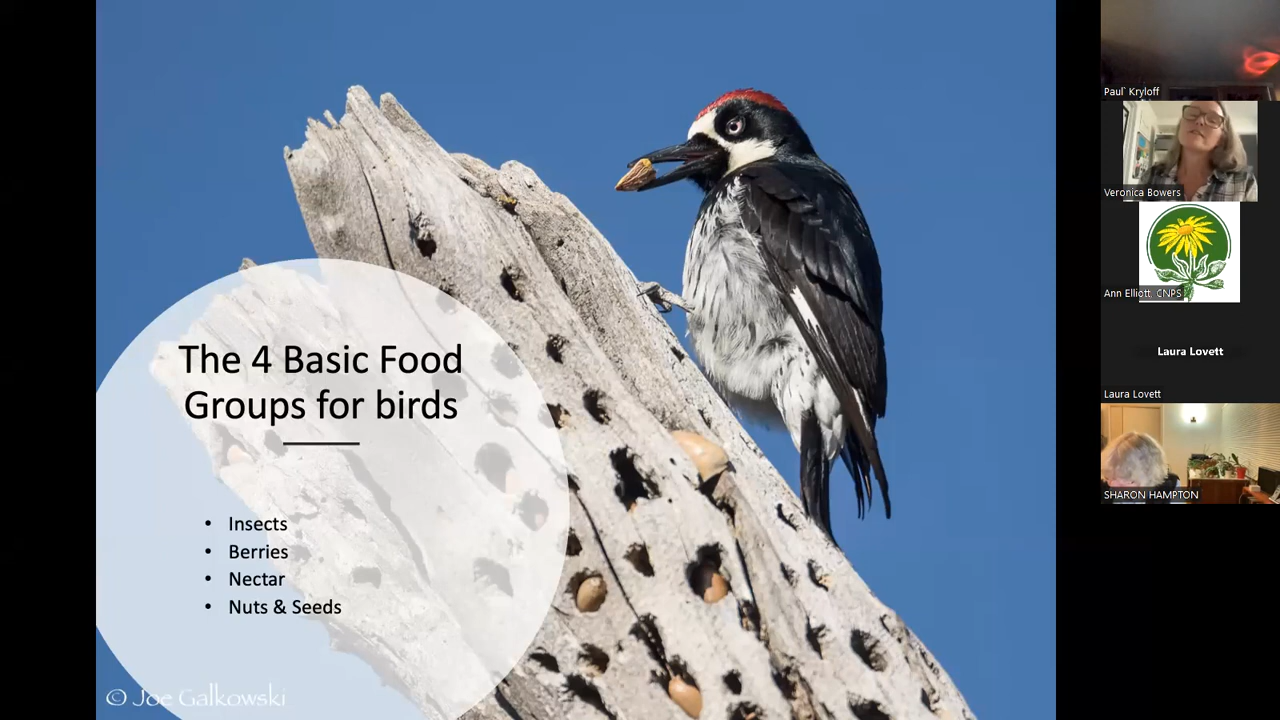 The 4 Basic Food
Groups for birds
• Insects
• Berries
• Nectar
• Nuts & Seeds
© Joe Galkowski
Paul` Kryloff
Veronica Bowers
Ann Elliott, CNPS
Laura Lovett
Laura Lovett
SHARON HAMPTON